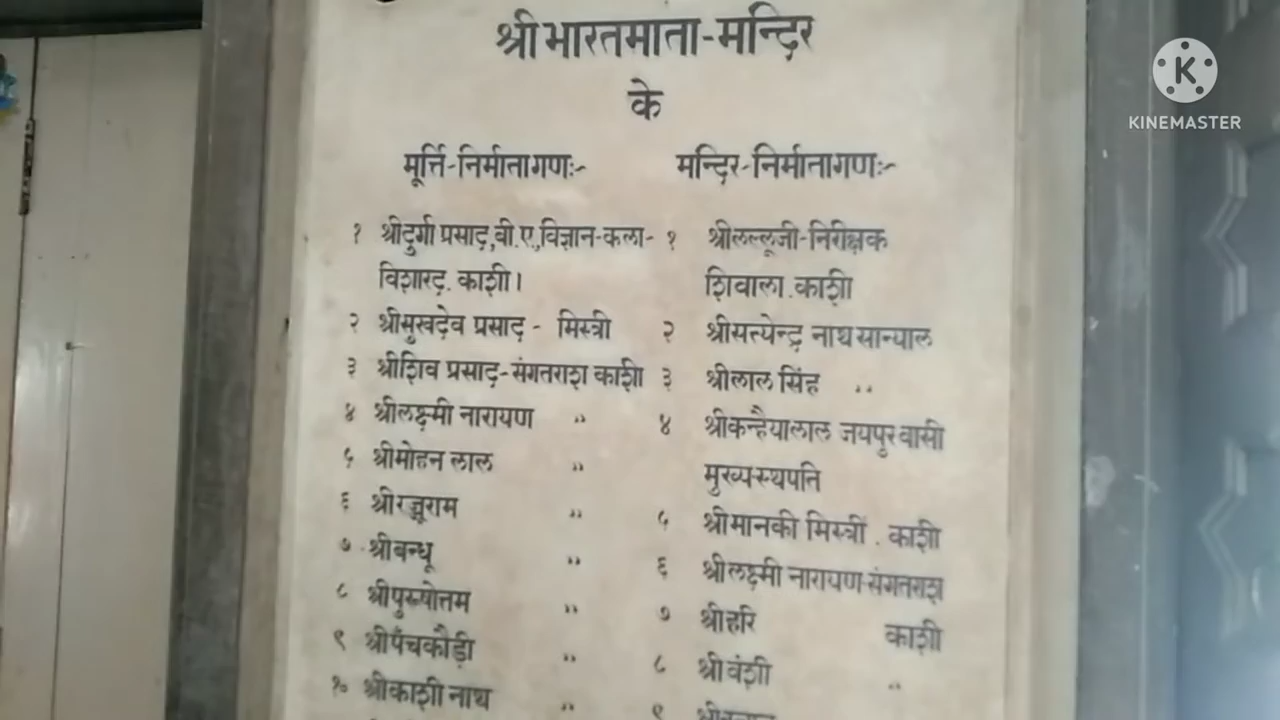 श्रीभारतमाता-मन्दिर
के
मूर्त्ति-निर्मातागणः-
१ श्रीदुर्गा प्रसाद,बी.ए.,विज्ञान-कला-
विशारद. काशी।
२ श्रीसुखदेव प्रसाद - मिस्त्री
३ श्रीशिव प्रसाद-संगतराश काशी
४ श्रीलक्ष्मी नारायण ,,
५ श्रीमोहन लाल ,,
६ श्रीरज्जूराम ,,
७ श्रीबन्धू ,,
८ श्रीपुरुषोतम ,,
९ श्रीपँचकौड़ी ,,
१० श्रीकाशी नाथ ,,
मन्दिर-निर्मातागणः-
१ श्रीलल्लूजी-निरीक्षक
शिवाला.काशी
२ श्रीसत्येन्द्र नाथ सान्याल
३ श्रीलाल सिंह ,,
४ श्रीकन्हैयालाल जयपुर वासी
मुख्य-स्थपति
५ श्रीमानकी मिस्त्री . काशी
६ श्रीलक्ष्मी नारायण-संगतराश
७ श्रीहरि काशी
८ श्रीवंशी ,,
९
KINEMASTER